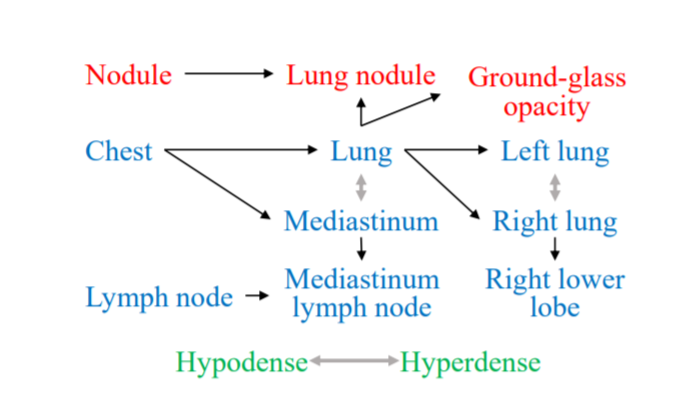 Nodule
Lung nodule
Ground-glass
opacity
Chest
Lung
Left lung
Mediastinum
Right lung
Lymph node
Mediastinum
lymph node
Right lower
lobe
Hypodense
Hyperdense